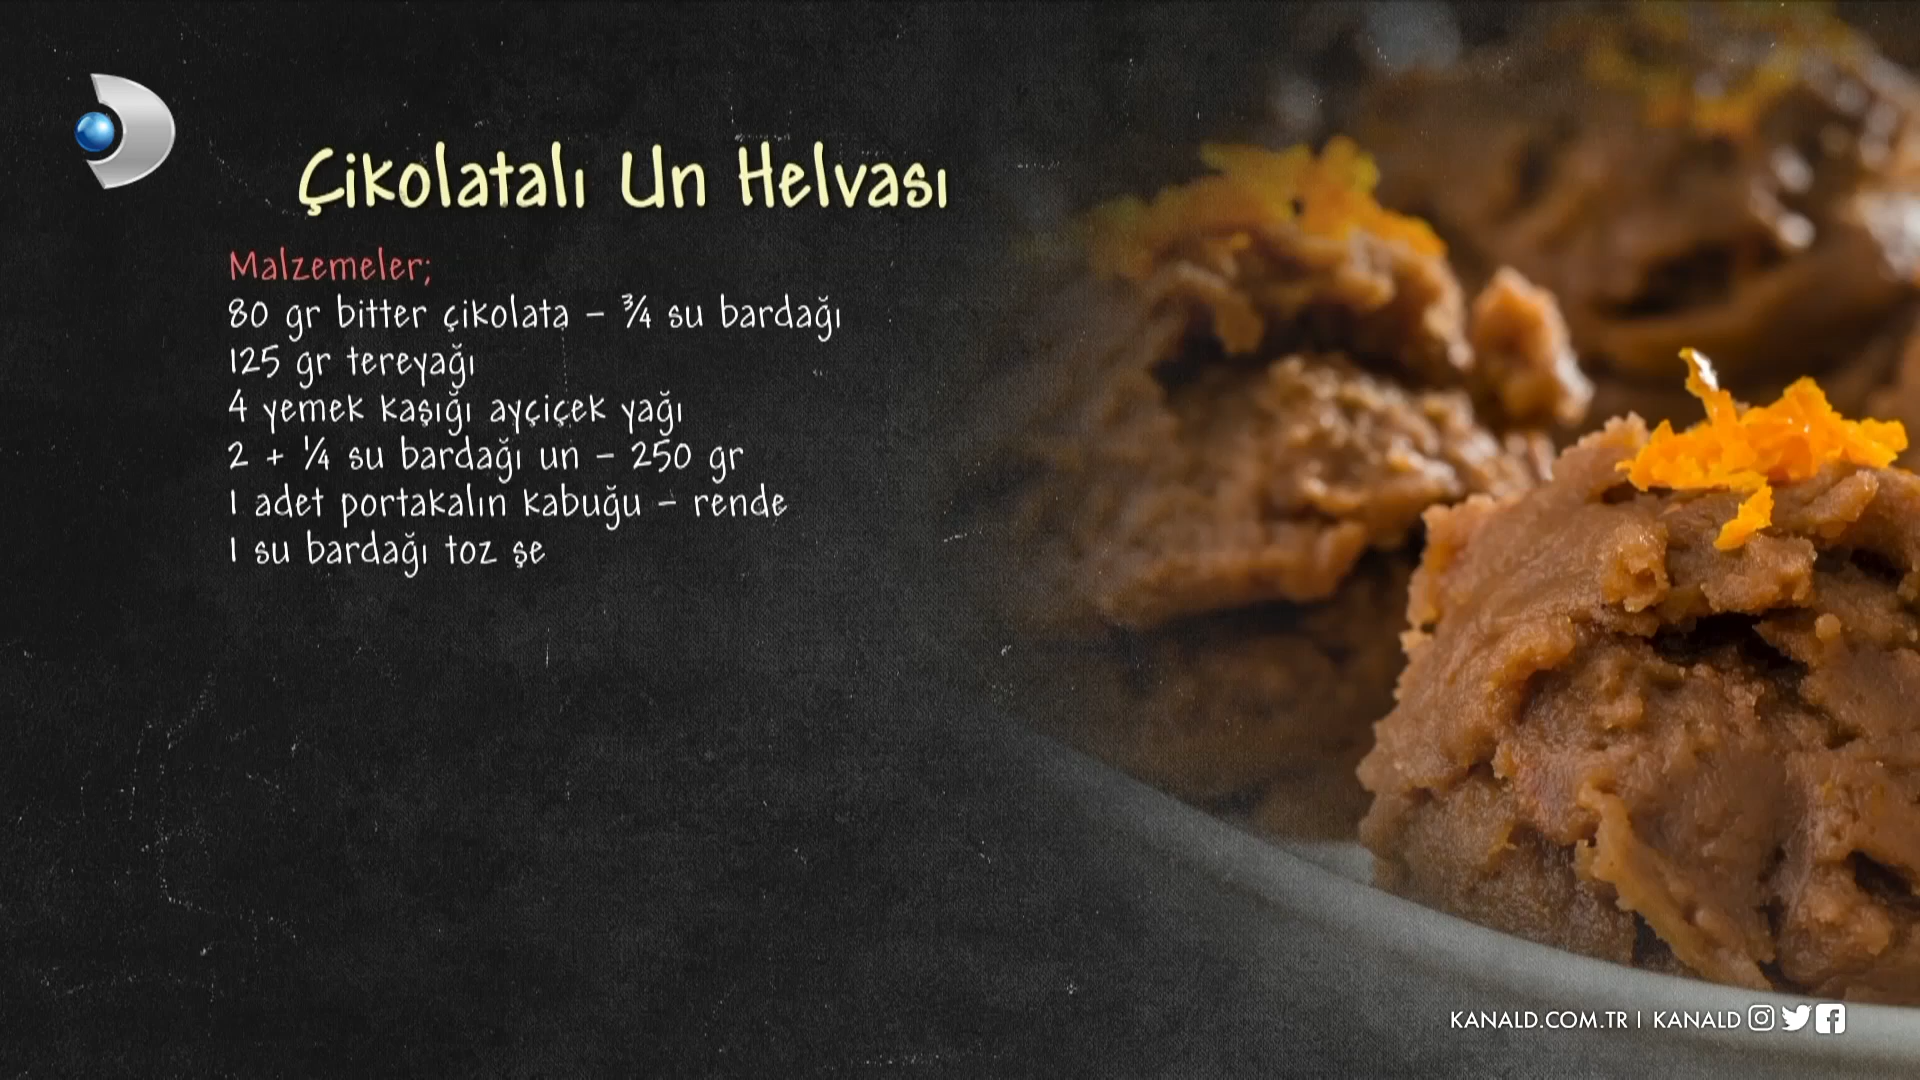 Çikolatalı Un Helvası
Malzemeler;
80 gr bitter çikolata - ¾ su bardağı
125 gr tereyağı
4 yemek kaşığı ayçiçek yağı
2 + ¼ su bardağı un - 250 gr
1 adet portakalın kabuğu - rende
1 su bardağı toz şe
KANALD.COM.TR | KANALD